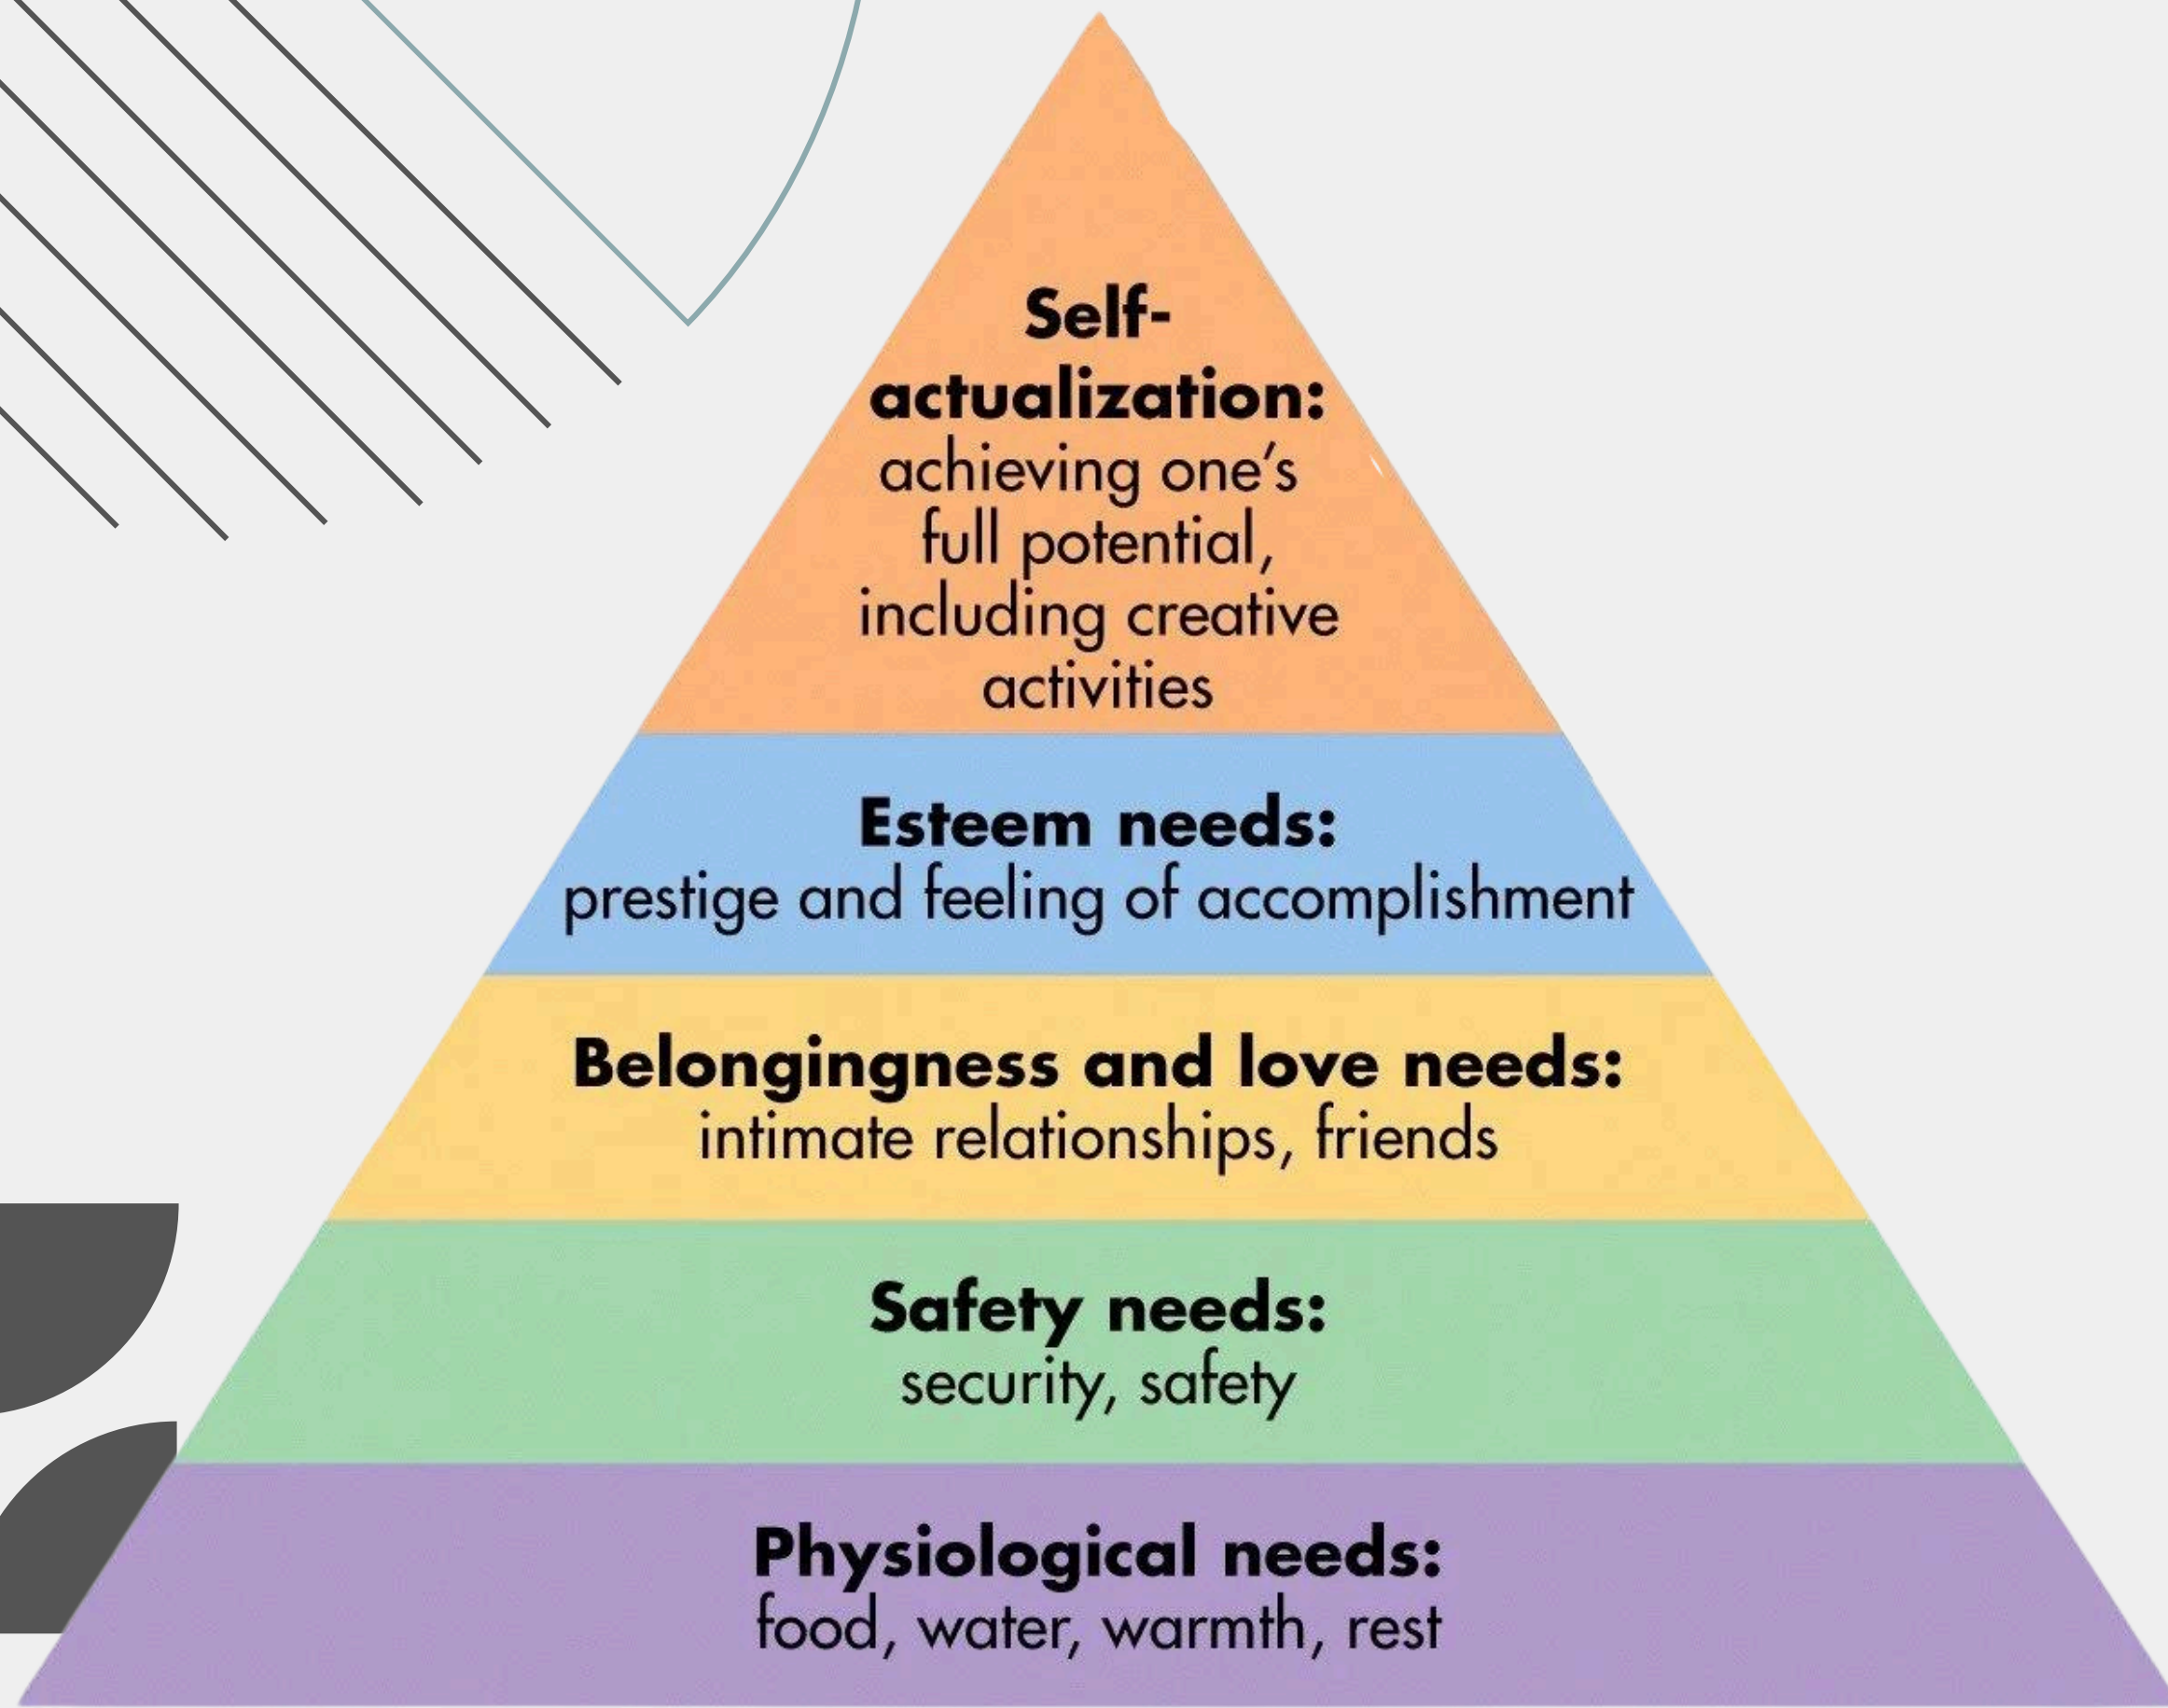 Self-
actualization:
achieving one’s
full potential,
including creative
activities
Esteem needs:
prestige and feeling of accomplishment
Belongingness and love needs:
intimate relationships, friends
Safety needs:
security, safety
Physiological needs:
food, water, warmth, rest